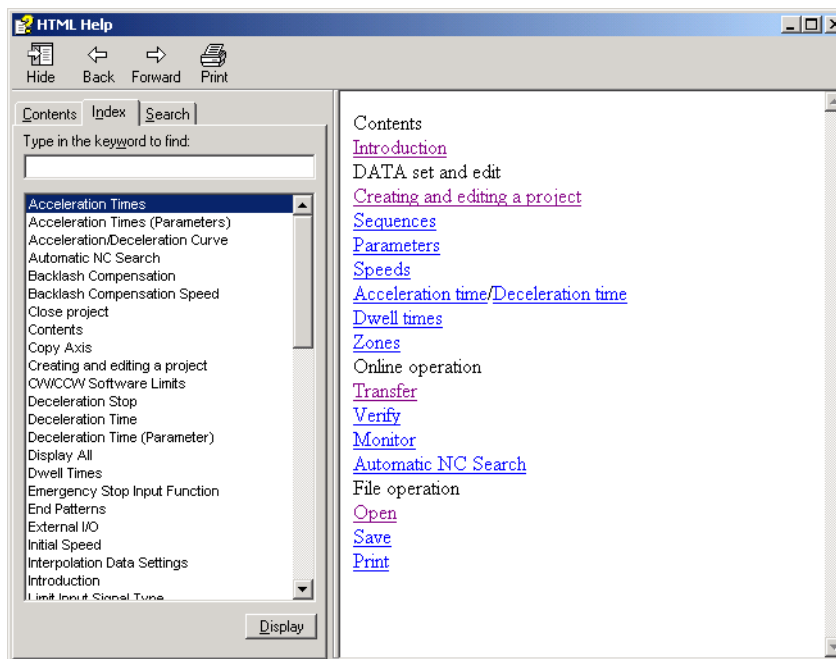 HTML Help
Hide Back Forward Print
Contents Index Search
Type in the keyword to find:
Acceleration Times
Acceleration Times (Parameters)
Acceleration/Deceleration Curve
Automatic NC Search
Backlash Compensation
Backlash Compensation Speed
Close project
Contents
Copy Axis
Creating and editing a project
CW/CCW Software Limits
Deceleration Stop
Deceleration Time
Deceleration Time (Parameter)
Display All
Dwell Times
Emergency Stop Input Function
End Patterns
External I/O
Initial Speed
Interpolation Data Settings
Introduction
Limit Input Signal Type
Display
Contents
Introduction
DATA set and edit
Creating and editing a project
Sequences
Parameters
Speeds
Acceleration time/Deceleration time
Dwell times
Zones
Online operation
Transfer
Verify
Monitor
Automatic NC Search
File operation
Open
Save
Print